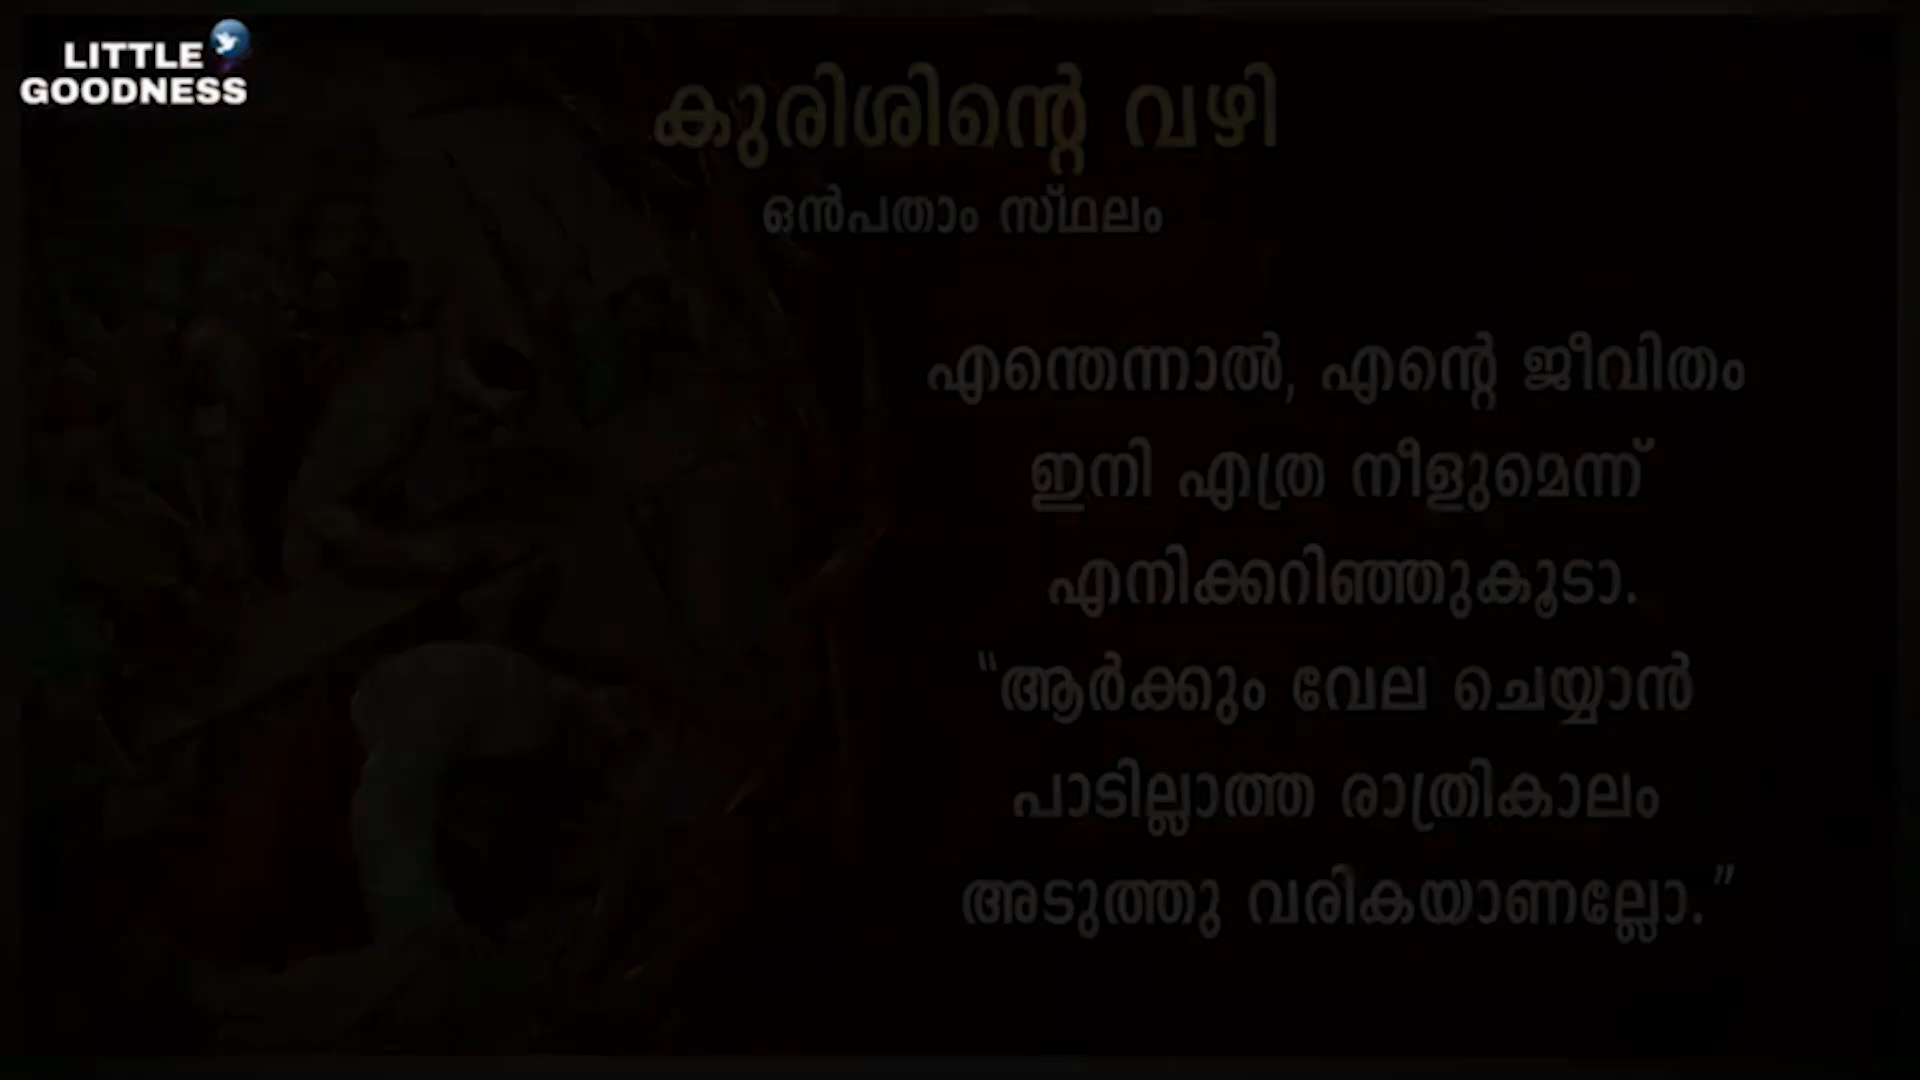 LITTLE
GOODNESS
കുരിശിന്റെ വഴി
ഒൻപതാം സ്ഥലം
എന്തെന്നാൽ, എന്റെ ജീവിതം
ഇനി എത്ര നീളുമെന്ന്
എനിക്കറിഞ്ഞുകൂടാ.
“ആർക്കും വേല ചെയ്യാൻ
പാടില്ലാത്ത രാത്രികാലം
അടുത്തു വരികയാണല്ലോ.”